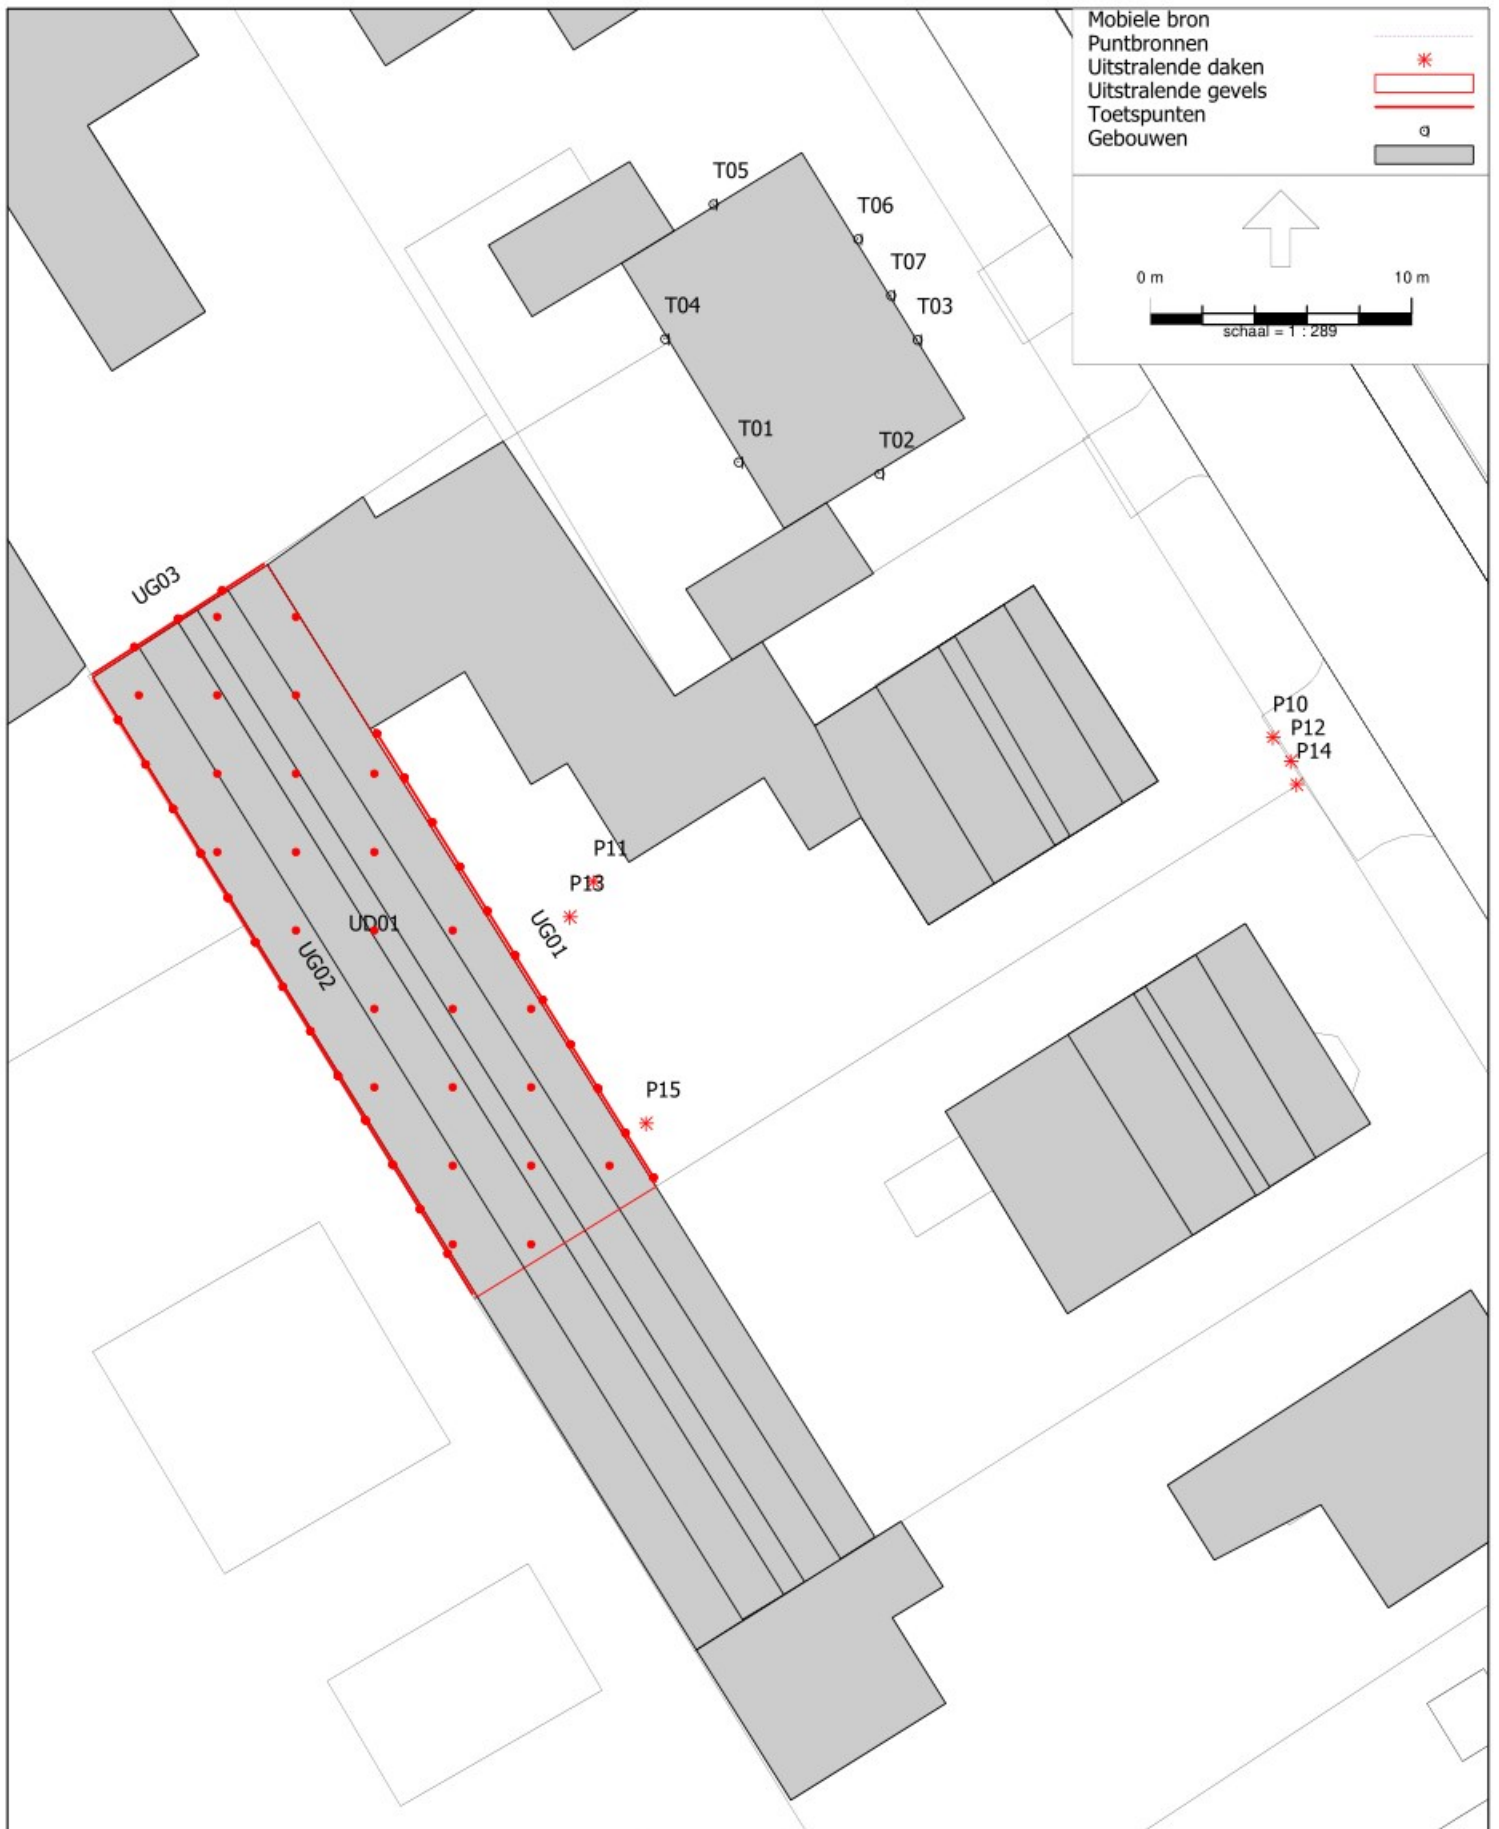 Mobiele bron
Puntbronnen
Uitstralende daken
Uitstralende gevels
Toetspunten
Gebouwen
0 m 10 m
schaal = 1 : 289
T05
T06
T07
T04
T03
T01
T02
UG03
P10
P12
P14
P11
P13
UD01
UG01
UG02
P15